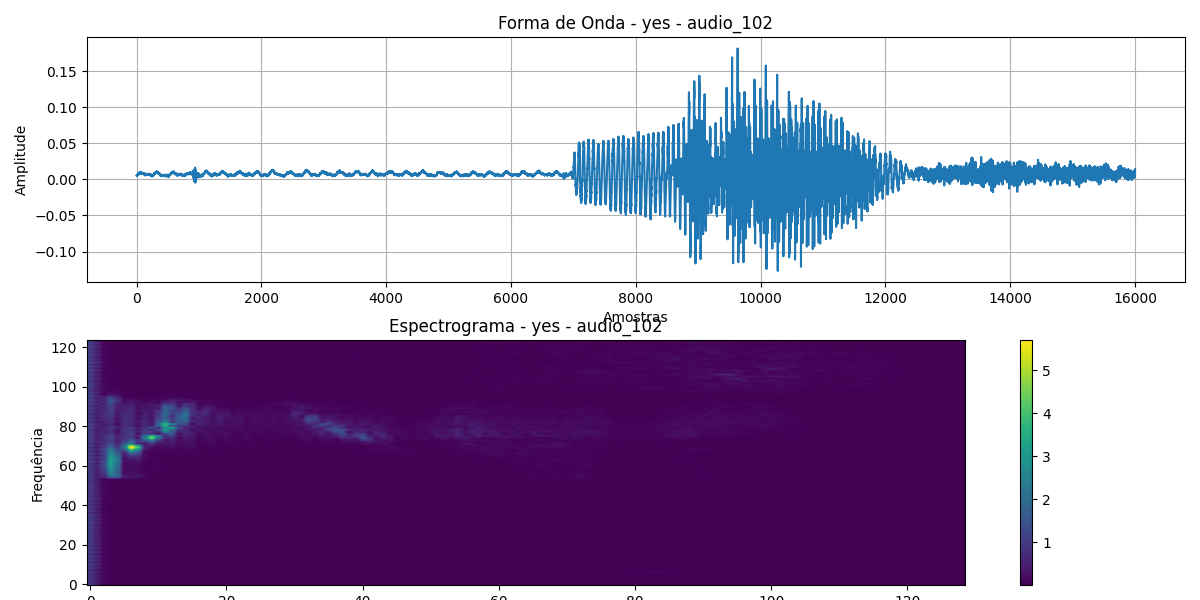 Forma de Onda - yes - audio_102
Amplitude
0.15
0.10
0.05
0.00
−0.05
−0.10
0 2000 4000 6000 8000 10000 12000 14000 16000
Amostras
Espectrograma - yes - audio_102
Frequência
120
100
80
60
40
20
0
0 20 40 60 80 100 120
5
4
3
2
1